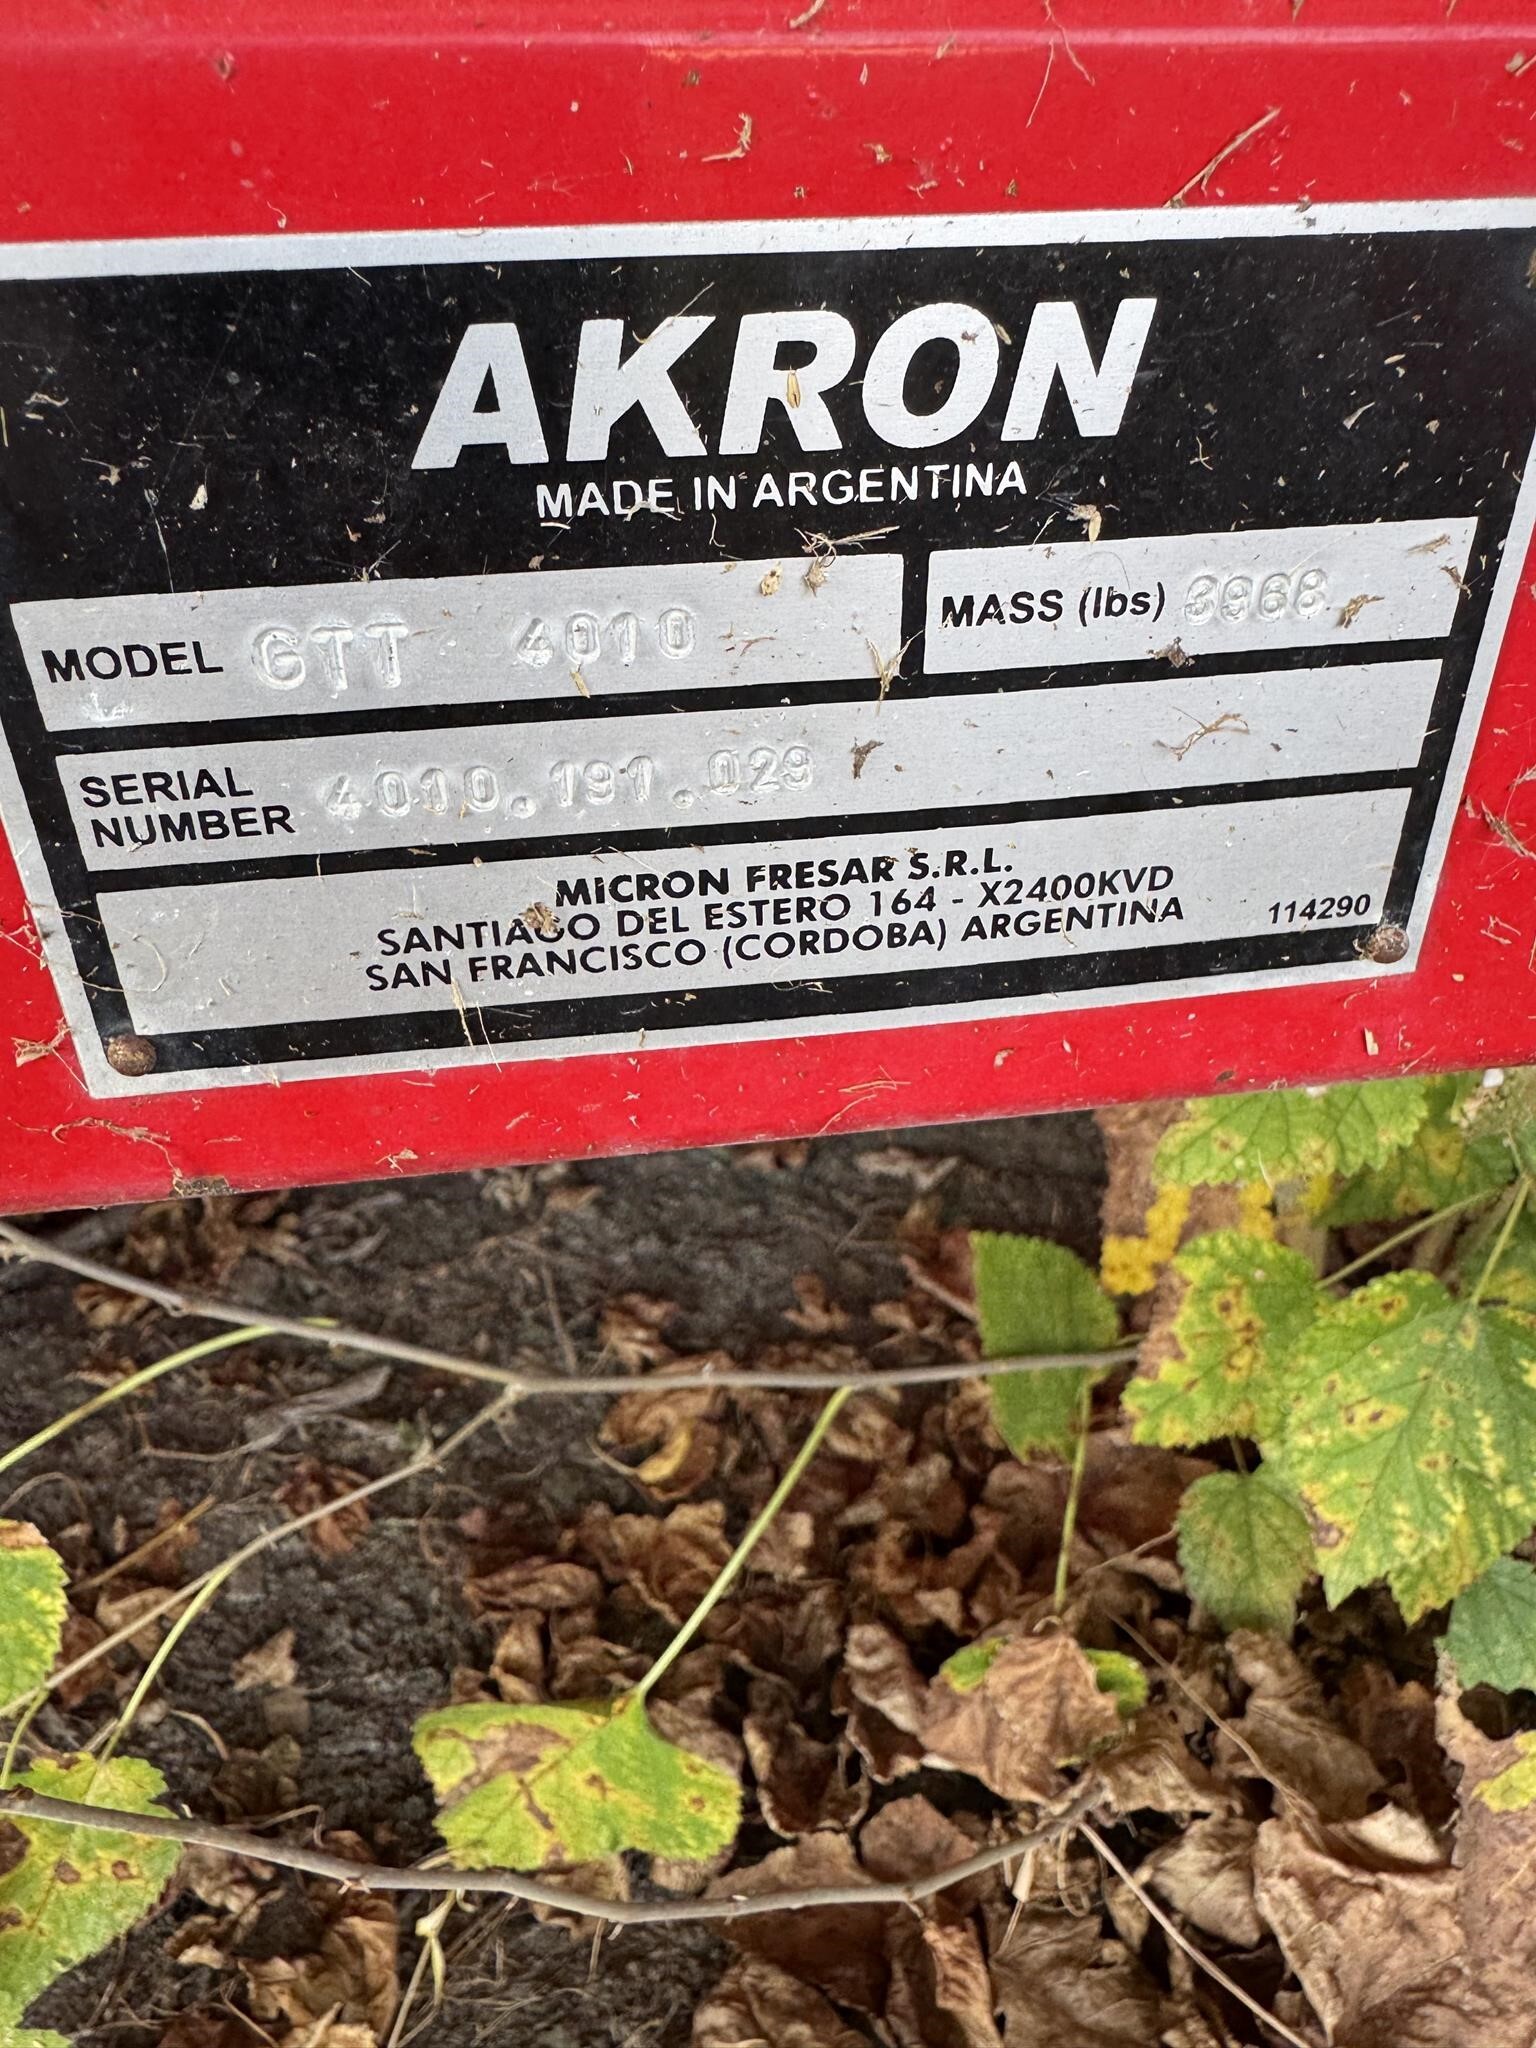 AKRON
MADE IN ARGENTINA
MODEL GTT 4010
MASS (lbs) 3968
SERIAL NUMBER 4010.191.029
MICRON FRESAR S.R.L.
SANTIAGO DEL ESTERO 164 - X2400KVD
SAN FRANCISCO (CORDOBA) ARGENTINA
114290